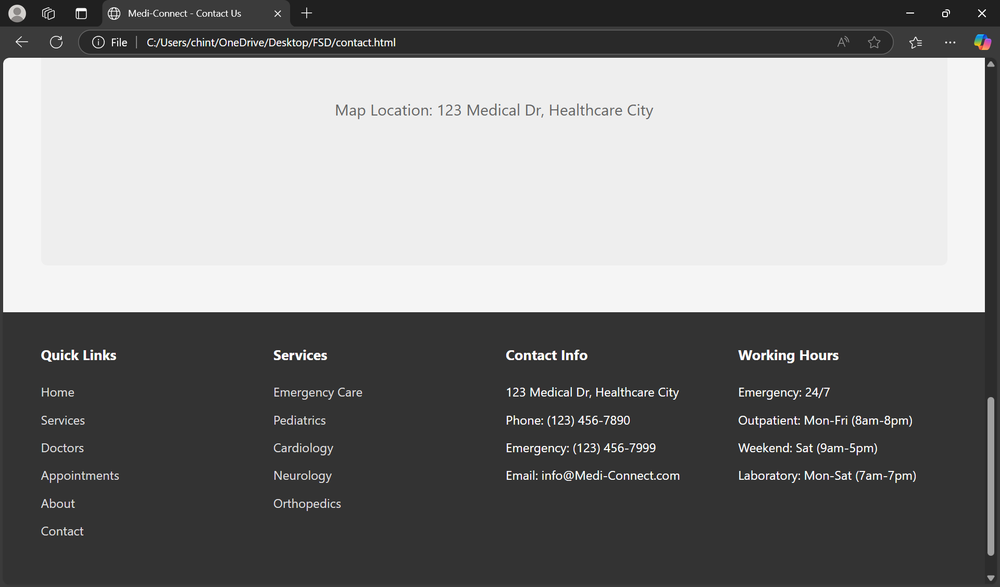 Medi-Connect - Contact Us
File
C:/Users/chint/OneDrive/Desktop/FSD/contact.html
Map Location: 123 Medical Dr, Healthcare City
Quick Links
Home
Services
Doctors
Appointments
About
Contact
Services
Emergency Care
Pediatrics
Cardiology
Neurology
Orthopedics
Contact Info
123 Medical Dr, Healthcare City
Phone: (123) 456-7890
Emergency: (123) 456-7999
Email: info@Medi-Connect.com
Working Hours
Emergency: 24/7
Outpatient: Mon-Fri (8am-8pm)
Weekend: Sat (9am-5pm)
Laboratory: Mon-Sat (7am-7pm)